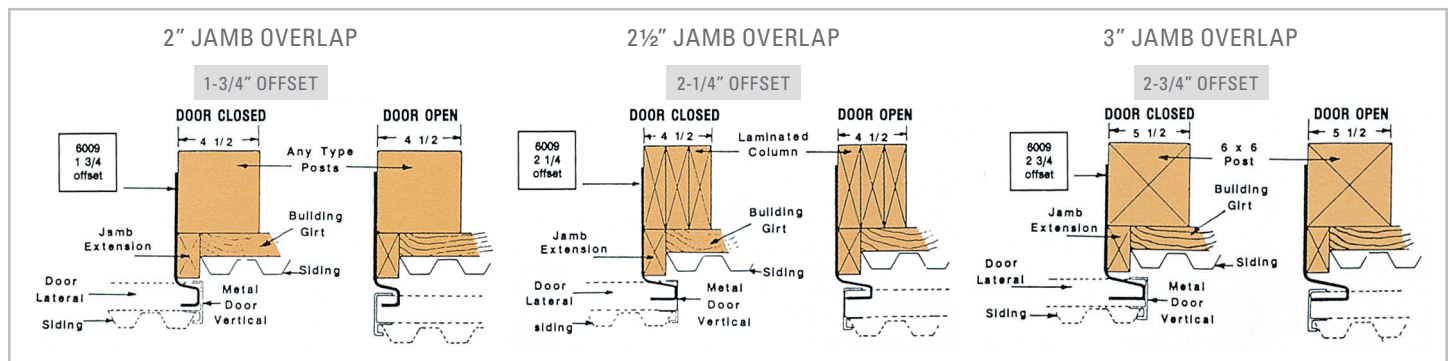 2” JAMB OVERLAP
1-3/4” OFFSET
DOOR CLOSED
4 1/2
DOOR OPEN
4 1/2
6009
1 3/4
offset
Any Type
Posts
Building
Girt
Jamb
Extension
Siding
Door
Lateral
Metal
Door
Vertical
Siding
2½” JAMB OVERLAP
2-1/4” OFFSET
DOOR CLOSED
4 1/2
DOOR OPEN
4 1/2
6009
2 1/4
offset
Laminated
Column
Building
Girt
Jamb
Extension
Siding
Door
Lateral
Metal
Door
Vertical
siding
3” JAMB OVERLAP
2-3/4” OFFSET
DOOR CLOSED
5 1/2
DOOR OPEN
5 1/2
6009
2 3/4
offset
6 x 6
Post
Building
Girt
Jamb
Extension
Siding
Door
Lateral
Metal
Door
Vertical
Siding